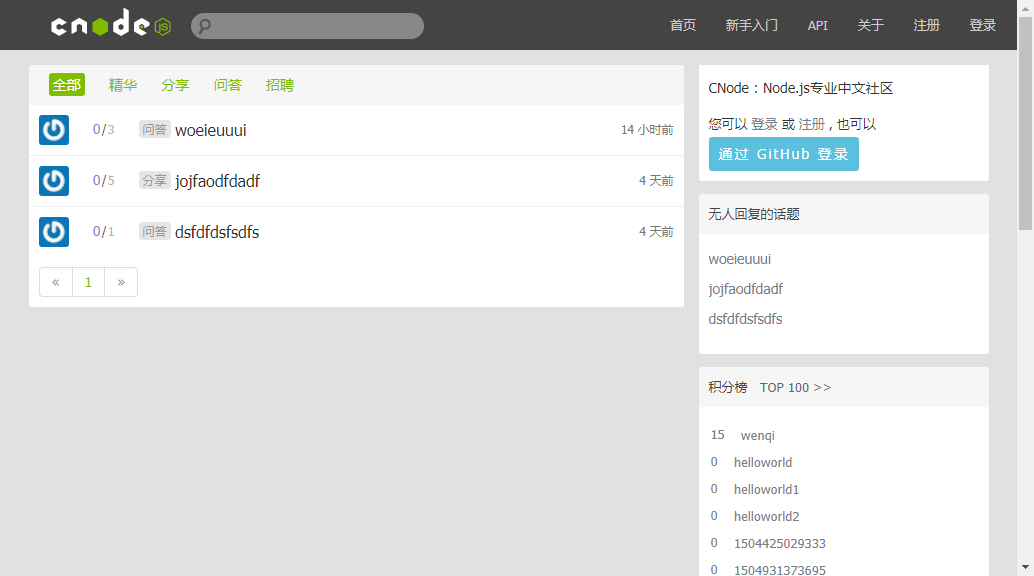 cnodejs
首页 新手入门 API 关于 注册 登录
全部 精华 分享 问答 招聘
0/3 问答 woeieuuui 14 小时前
0/5 分享 jojfaodfdadf 4 天前
0/1 问答 dsfdfdsfsdfs 4 天前
« 1 »
CNode：Node.js专业中文社区
您可以 登录 或 注册 , 也可以
通过 GitHub 登录
无人回复的话题
woeieuuui
jojfaodfdadf
dsfdfdsfsdfs
积分榜 TOP 100 >>
15 wenqi
0 helloworld
0 helloworld1
0 helloworld2
0 1504425029333
0 1504931373695